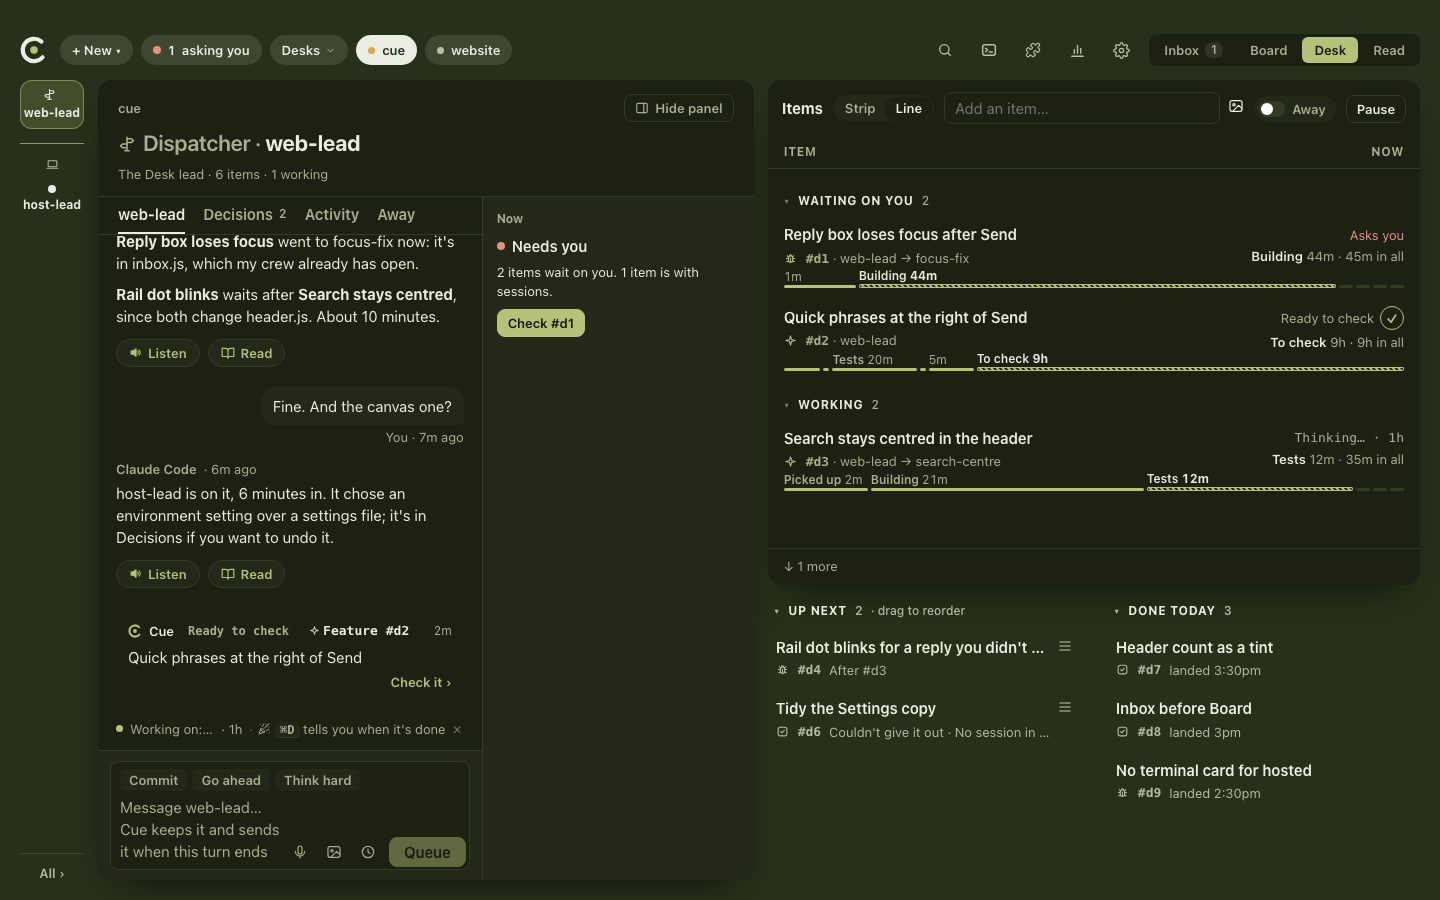 + New ▾
1 asking you
Desks
cue
website
Inbox 1
Board
Desk
Read
web-lead
host-lead
All ›
cue
Hide panel
Dispatcher · web-lead
The Desk lead · 6 items · 1 working
web-lead
Decisions 2
Activity
Away
Reply box loses focus went to focus-fix now: it's
in inbox.js, which my crew already has open.
Rail dot blinks waits after Search stays centred,
since both change header.js. About 10 minutes.
Listen
Read
Fine. And the canvas one?
You · 7m ago
Claude Code · 6m ago
host-lead is on it, 6 minutes in. It chose an
environment setting over a settings file; it's in
Decisions if you want to undo it.
Listen
Read
Cue Ready to check Feature #d2 2m
Quick phrases at the right of Send
Check it ›
Working on:... · 1h · ⌘D tells you when it's done ×
Commit
Go ahead
Think hard
Message web-lead...
Cue keeps it and sends
it when this turn ends
Queue
Now
Needs you
2 items wait on you. 1 item is with
sessions.
Check #d1
Items
Strip
Line
Add an item...
Away
Pause
ITEM
NOW
WAITING ON YOU 2
Reply box loses focus after Send
Asks you
#d1 · web-lead → focus-fix
Building 44m · 45m in all
1m
Building 44m
Quick phrases at the right of Send
Ready to check
#d2 · web-lead
To check 9h · 9h in all
Tests 20m
5m
To check 9h
WORKING 2
Search stays centred in the header
Thinking… · 1h
#d3 · web-lead → search-centre
Tests 12m · 35m in all
Picked up 2m
Building 21m
Tests 12m
↓ 1 more
UP NEXT 2 · drag to reorder
Rail dot blinks for a reply you didn't ...
#d4 After #d3
Tidy the Settings copy
#d6 Couldn't give it out · No session in ...
DONE TODAY 3
Header count as a tint
#d7 landed 3:30pm
Inbox before Board
#d8 landed 3pm
No terminal card for hosted
#d9 landed 2:30pm